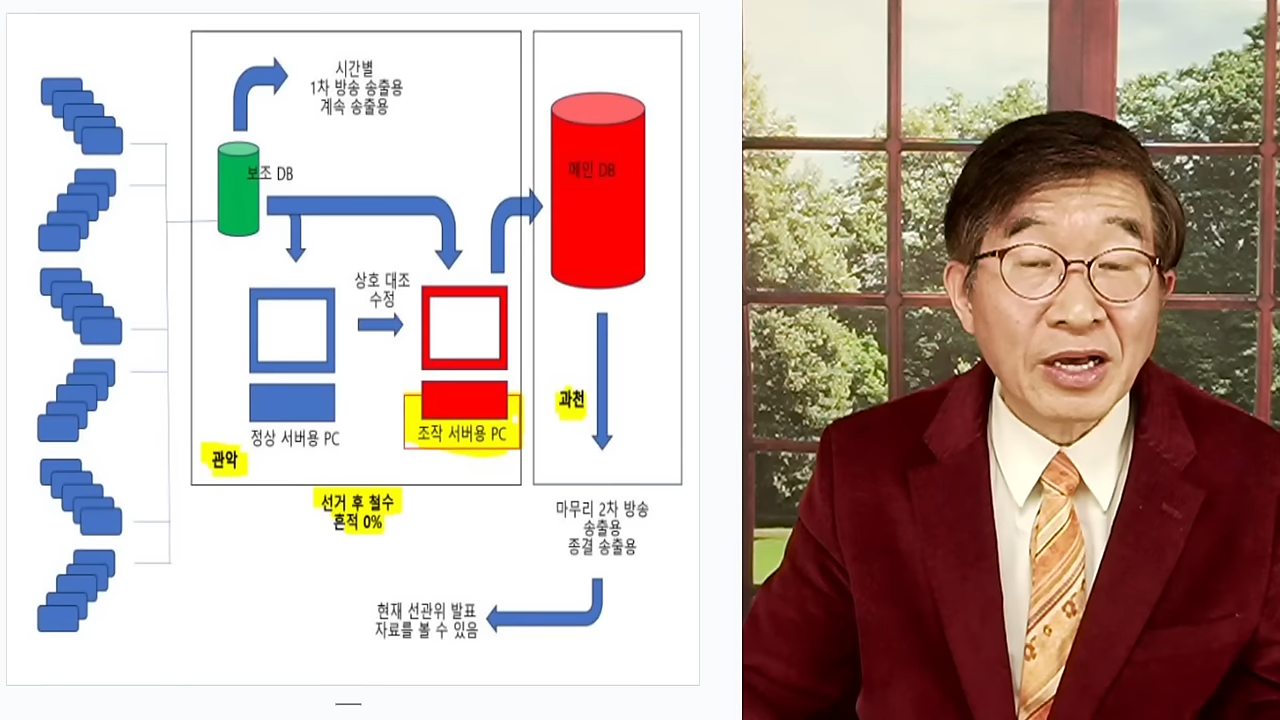 시간별
1차 방송 송출용
계속 송출용
보조 DB
메인 DB
상호 대조
수정
정상 서버용 PC
조작 서버용 PC
관악
과천
선거 후 철수
흔적 0%
마무리 2차 방송
송출용
종결 송출용
현재 선관위 발표
자료를 볼 수 있음